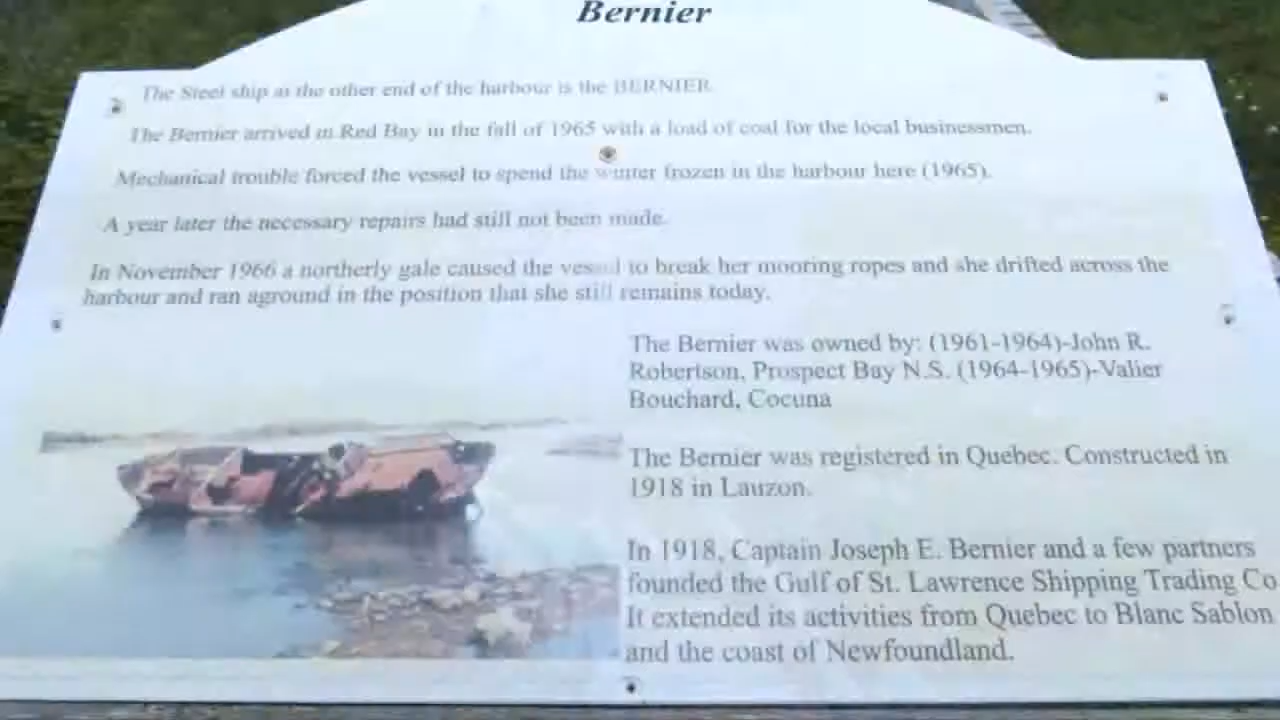 Bernier
The Steel ship at the other end of the harbour is the BERNIER.
The Bernier arrived in Red Bay in the fall of 1965 with a load of coal for the local businessmen.
Mechanical trouble forced the vessel to spend the winter frozen in the harbour here (1965).
A year later the necessary repairs had still not been made.
In November 1966 a northerly gale caused the vessel to break her mooring ropes and she drifted across the
harbour and ran aground in the position that she still remains today.
The Bernier was owned by: (1961-1964)-John R.
Robertson, Prospect Bay N.S. (1964-1965)-Valier
Bouchard, Cocuna
The Bernier was registered in Quebec. Constructed in
1918 in Lauzon.
In 1918, Captain Joseph E. Bernier and a few partners
founded the Gulf of St. Lawrence Shipping Trading Co
It extended its activities from Quebec to Blanc Sablon
and the coast of Newfoundland.